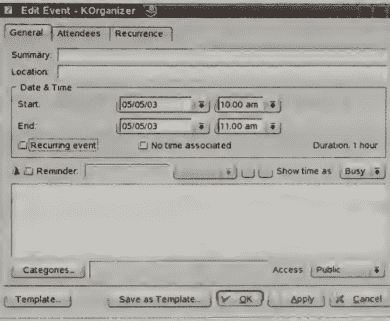 Edit Event - KOrganizer
General Attendees Recurrence
Summary:
Location:
Date & Time
Start: 05/05/03 10:00 am
End: 05/05/03 11:00 am
Recurring event No time associated Duration: 1 hour
Reminder: Show time as Busy
Categories... Access Public
Template... Save as Template... OK Apply Cancel